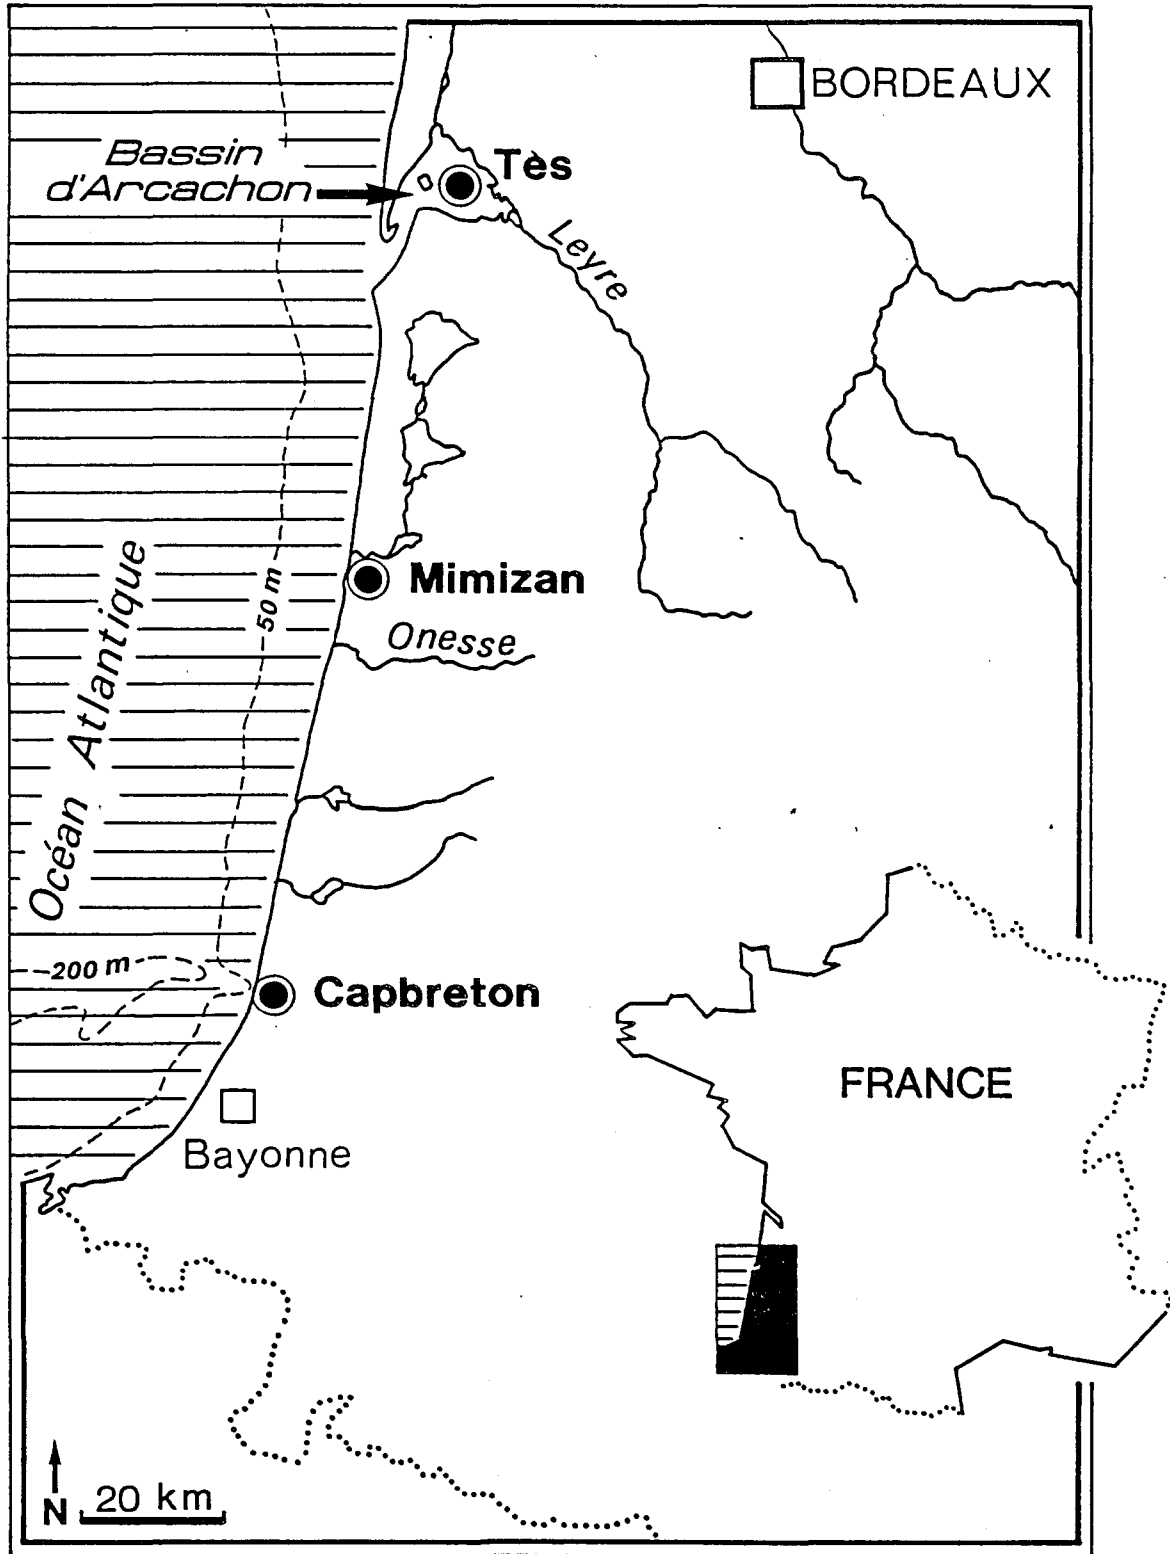 BORDEAUX
Bassin
d'Arcachon
Tès
Leyre
Mimizan
Onesse
50 m
Océan Atlantique
200 m
Capbreton
FRANCE
Bayonne
N
20 km